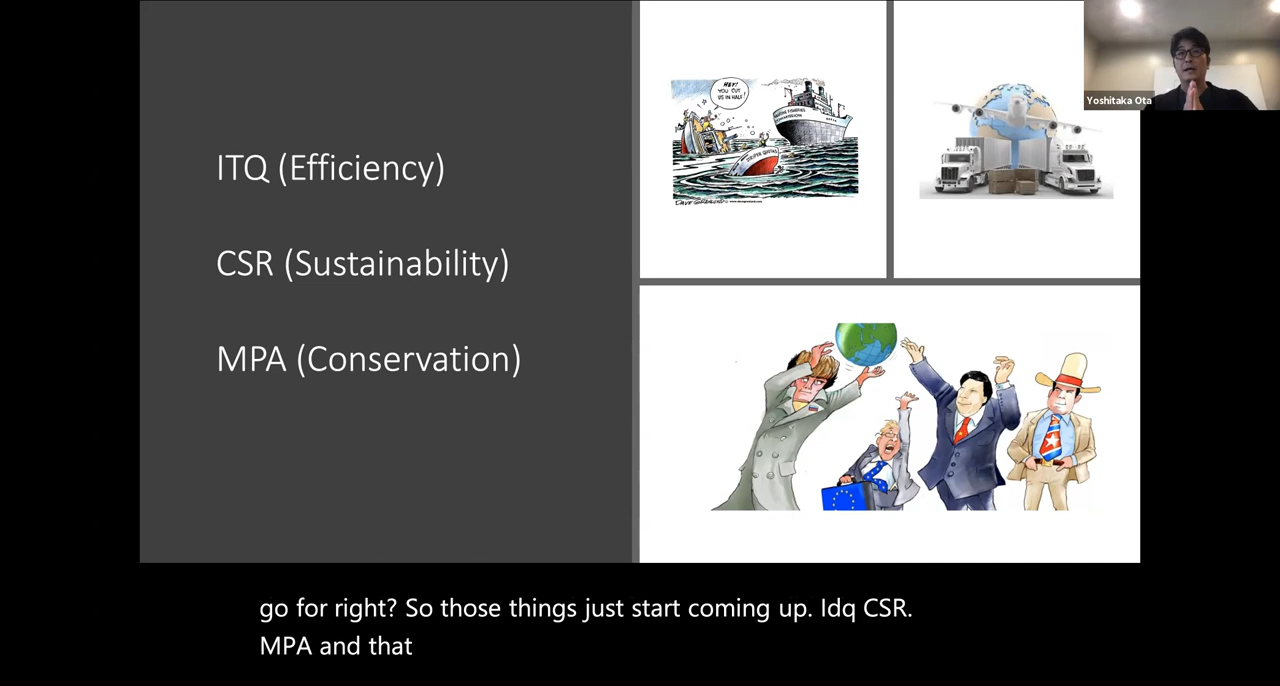 ITQ (Efficiency)
CSR (Sustainability)
MPA (Conservation)
HEY!
YOU CUT
US IN HALF!
Yoshitaka Ota
go for right? So those things just start coming up. Idq CSR.
MPA and that